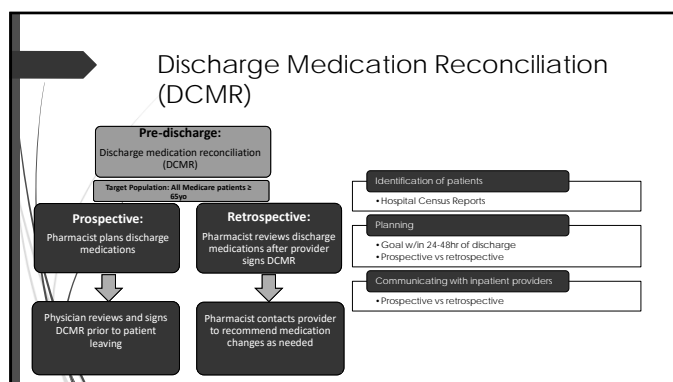 Discharge Medication Reconciliation
(DCMR)
Pre-discharge:
Discharge medication reconciliation
(DCMR)
Target Population: All Medicare patients ≥
65yo
Prospective:
Pharmacist plans discharge
medications
Physician reviews and signs
DCMR prior to patient
leaving
Retrospective:
Pharmacist reviews discharge
medications after provider
signs DCMR
Pharmacist contacts provider
to recommend medication
changes as needed
Identification of patients
•Hospital Census Reports
Planning
•Goal w/in 24-48hr of discharge
•Prospective vs retrospective
Communicating with inpatient providers
•Prospective vs retrospective